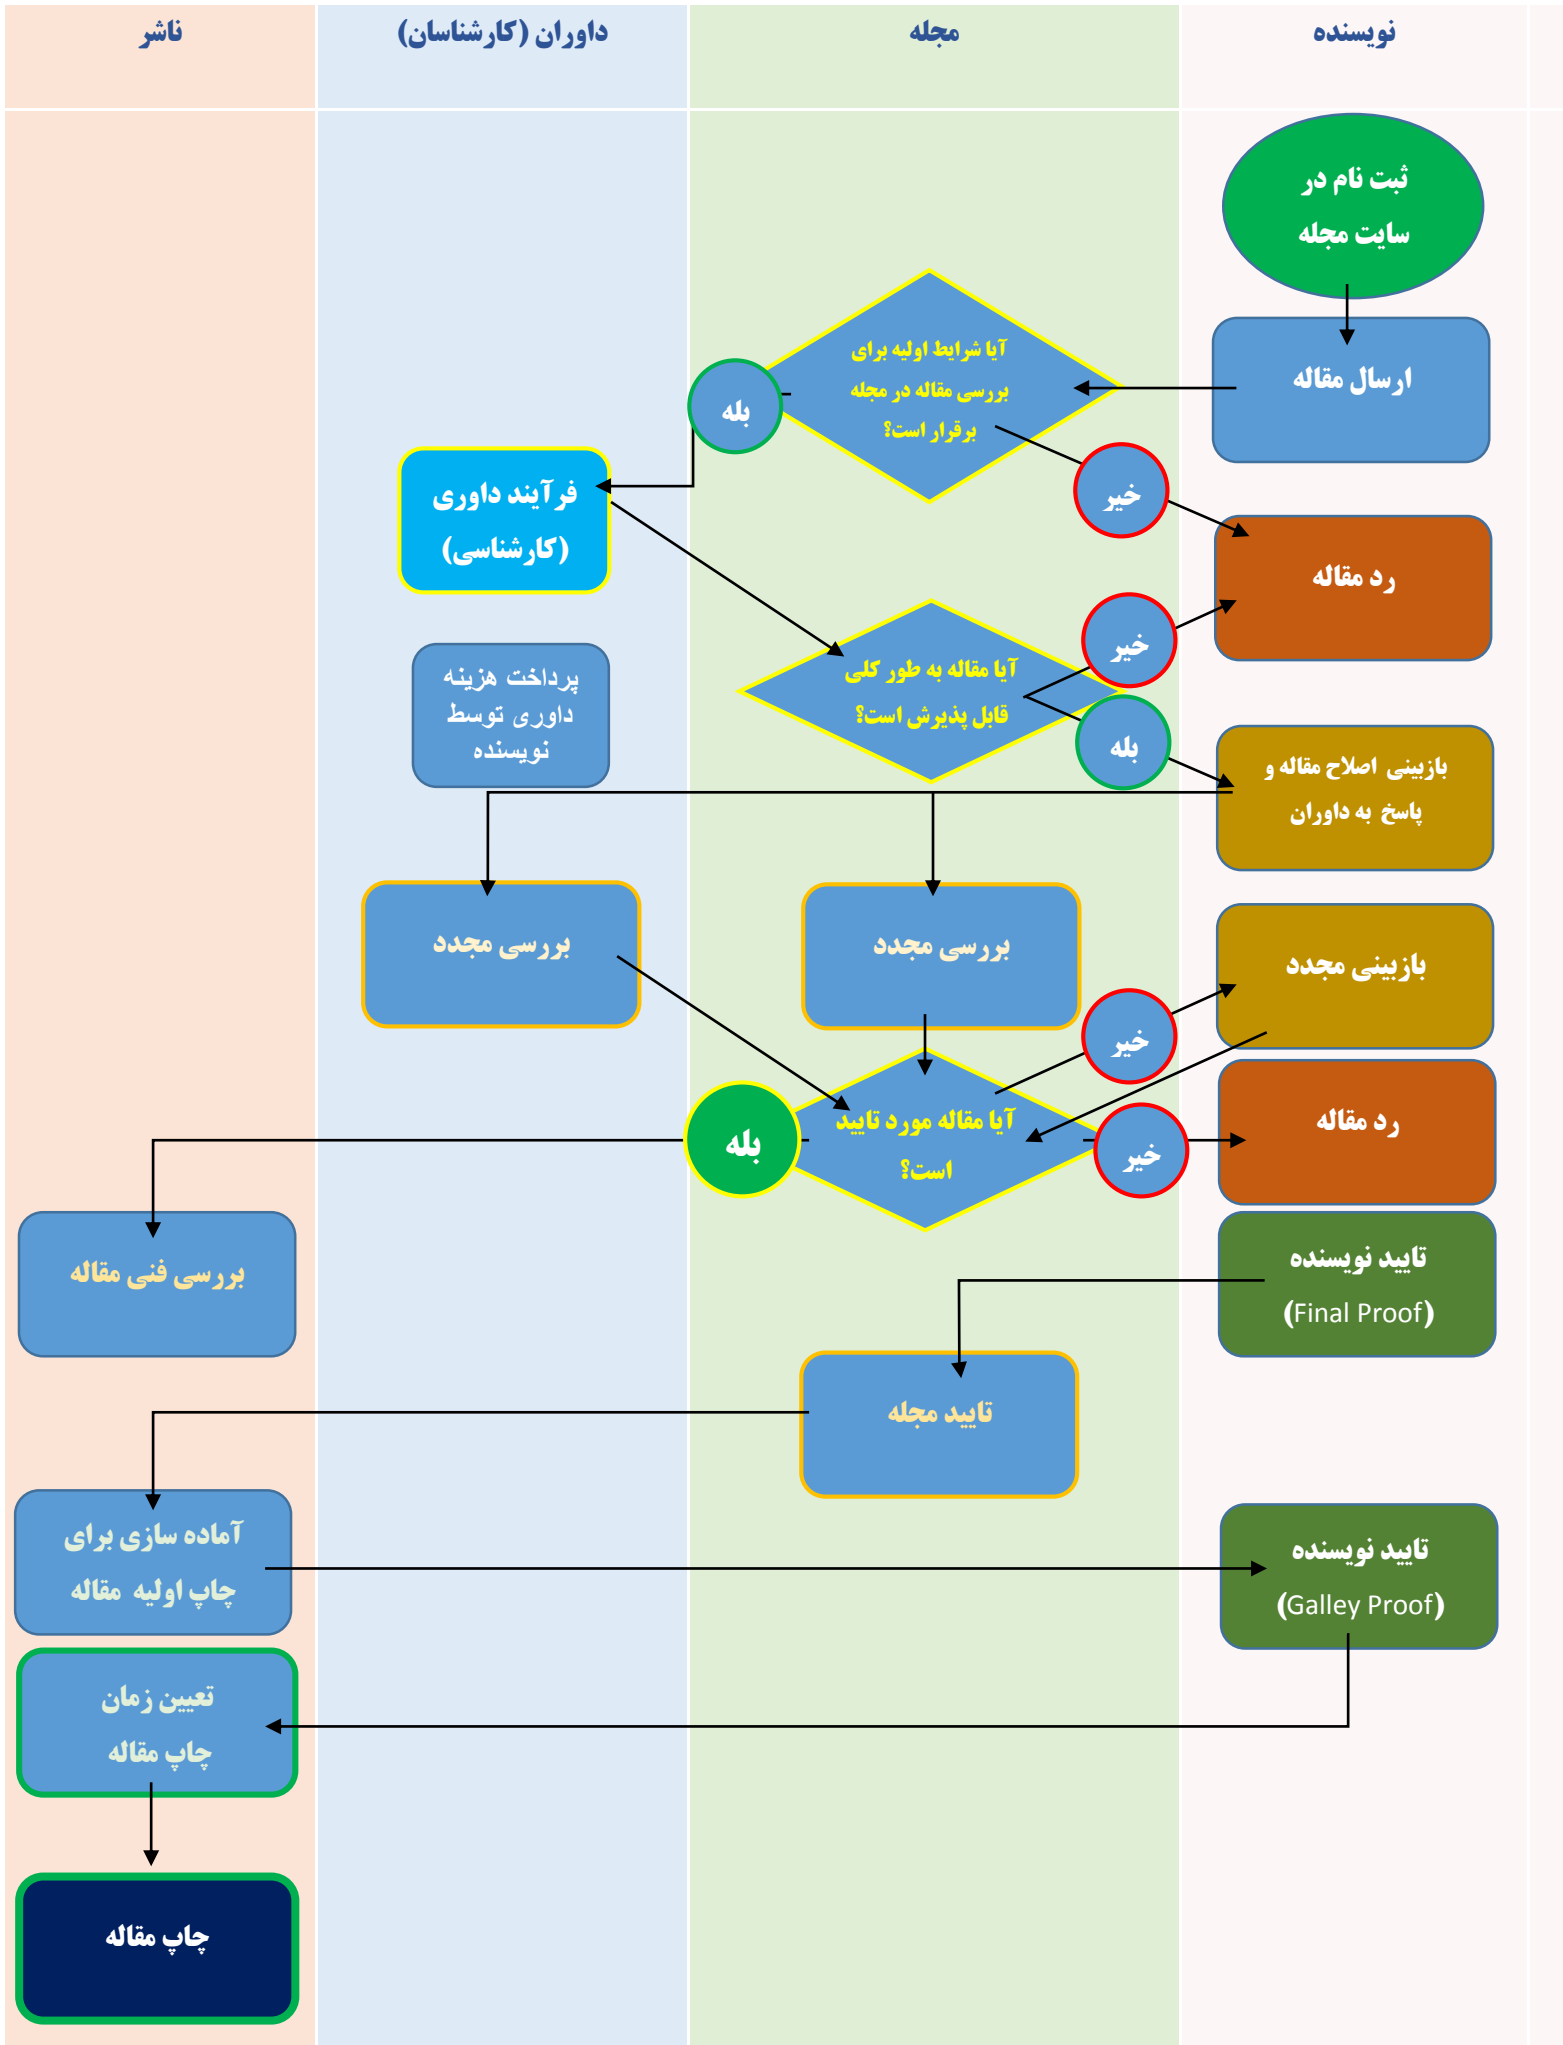 نویسنده
مجله
داوران (کارشناسان)
ناشر
ثبت نام در
سایت مجله
ارسال مقاله
آیا شرایط اولیه برای
بررسی مقاله در مجله
برقرار است؟
بله
خیر
فرآیند داوری
(کارشناسی)
رد مقاله
خیر
آیا مقاله به طور کلی
قابل پذیرش است؟
بله
پرداخت هزینه
داوری توسط
نویسنده
بازبینی اصلاح مقاله و
پاسخ به داوران
بررسی مجدد
بررسی مجدد
بازبینی مجدد
خیر
آیا مقاله مورد تایید
است؟
بله
خیر
رد مقاله
بررسی فنی مقاله
تایید نویسنده
(Final Proof)
تایید مجله
آماده سازی برای
چاپ اولیه مقاله
تایید نویسنده
(Galley Proof)
تعیین زمان
چاپ مقاله
چاپ مقاله